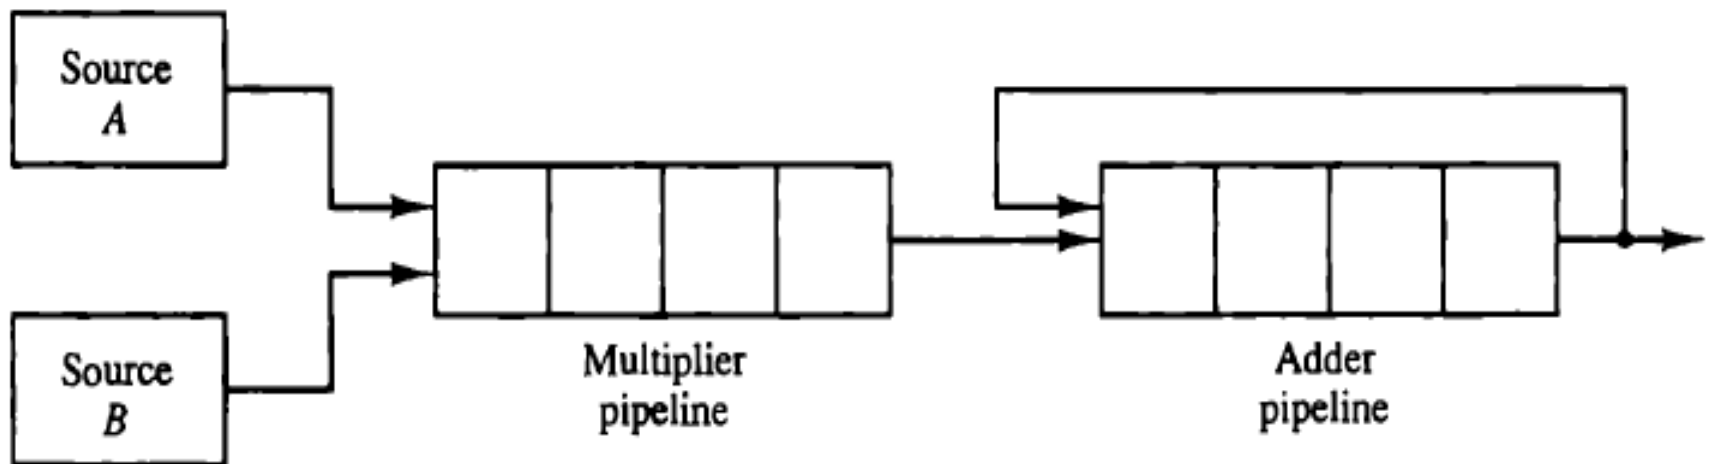 Source
A
Source
B
Multiplier
pipeline
Adder
pipeline